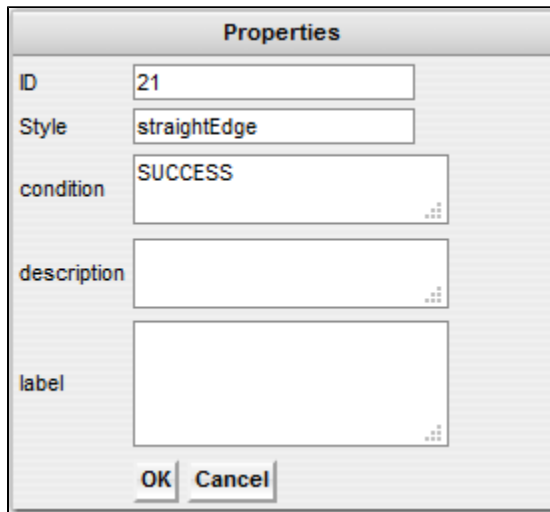 Properties
ID 21
Style straightEdge
condition SUCCESS
description
label
OK Cancel